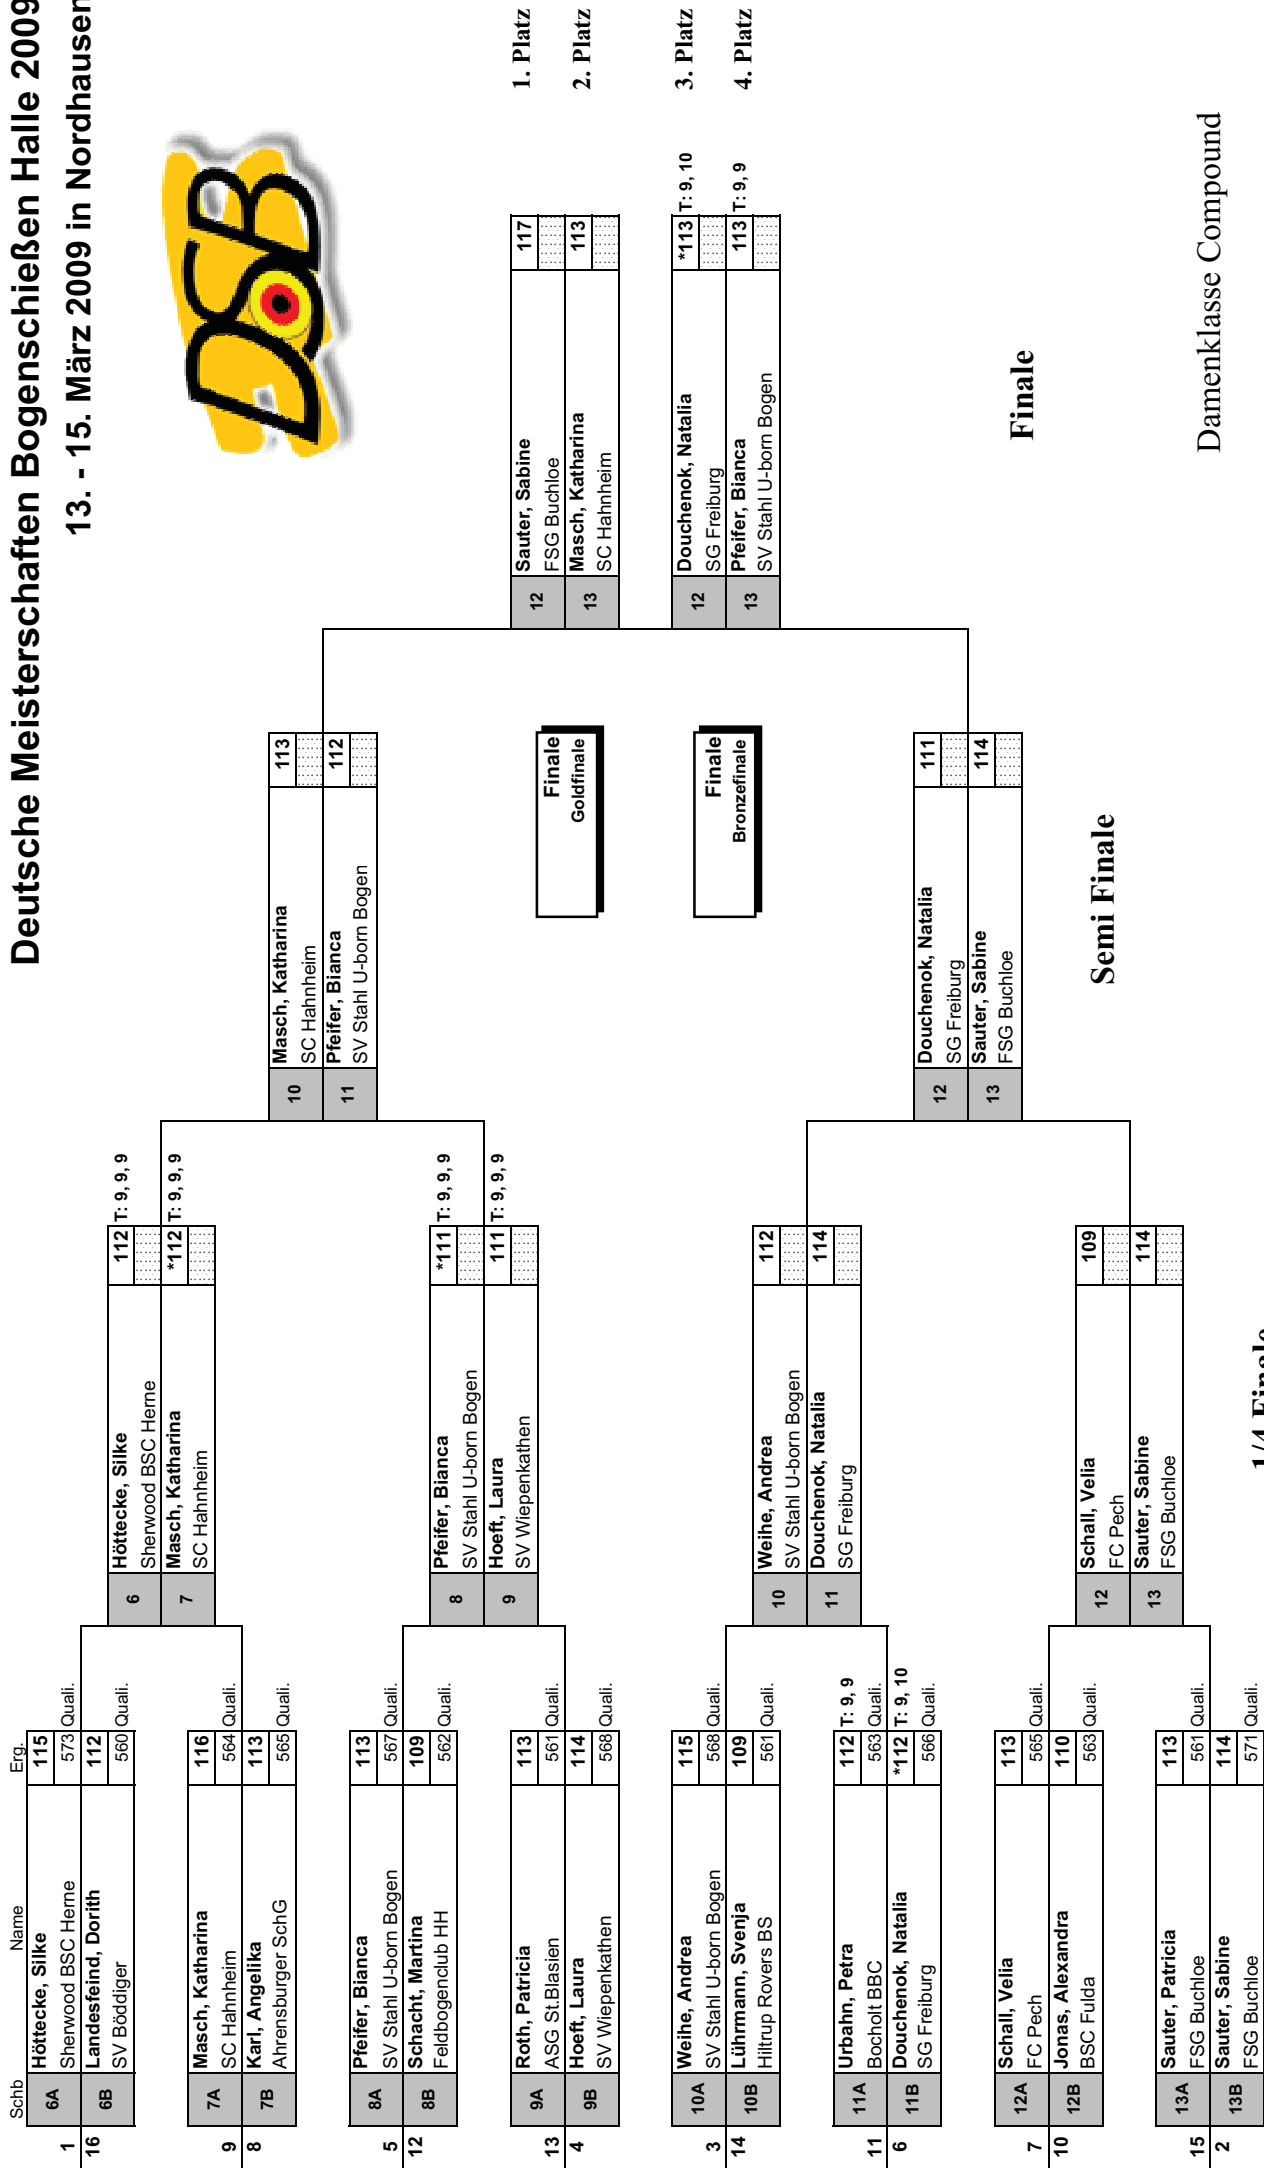 Deutsche Meisterschaften Bogenschießen Halle 2009
13. - 15. März 2009 in Nordhausen
DSB
Schb Name Erg.
1 6A Höttecke, Silke 115
Sherwood BSC Herne 573 Quali.
16 6B Landesfeind, Dorith 112
SV Böddiger 560 Quali.
9 7A Masch, Katharina 116
SC Hahnheim 564 Quali.
8 7B Karl, Angelika 113
Ahrensburger SchG 565 Quali.
5 8A Pfeifer, Bianca 113
SV Stahl U-born Bogen 567 Quali.
12 8B Schacht, Martina 109
Feldbogenclub HH 562 Quali.
13 9A Roth, Patricia 113
ASG St.Blasien 561 Quali.
4 9B Hoeft, Laura 114
SV Wiepenkathen 568 Quali.
3 10A Weihe, Andrea 115
SV Stahl U-born Bogen 568 Quali.
14 10B Lührmann, Svenja 109
Hiltrup Rovers BS 561 Quali.
11 11A Urbahn, Petra 112 T: 9, 9
Bocholt BBC 563 Quali.
6 11B Douchenok, Natalia *112 T: 9, 10
SG Freiburg 566 Quali.
7 12A Schall, Velia 113
FC Pech 565 Quali.
10 12B Jonas, Alexandra 110
BSC Fulda 563 Quali.
15 13A Sauter, Patricia 113
FSG Buchloe 561 Quali.
2 13B Sauter, Sabine 114
FSG Buchloe 571 Quali.
6 Höttecke, Silke 112 T: 9, 9, 9
Sherwood BSC Herne
7 Masch, Katharina *112 T: 9, 9, 9
SC Hahnheim
8 Pfeifer, Bianca *111 T: 9, 9, 9
SV Stahl U-born Bogen
9 Hoeft, Laura 111 T: 9, 9, 9
SV Wiepenkathen
10 Weihe, Andrea 112
SV Stahl U-born Bogen
11 Douchenok, Natalia 114
SG Freiburg
12 Schall, Velia 109
FC Pech
13 Sauter, Sabine 114
FSG Buchloe
1/4 Finale
10 Masch, Katharina 113
SC Hahnheim
11 Pfeifer, Bianca 112
SV Stahl U-born Bogen
12 Douchenok, Natalia 111
SG Freiburg
13 Sauter, Sabine 114
FSG Buchloe
Semi Finale
Finale
Goldfinale
Finale
Bronzefinale
12 Sauter, Sabine 117 1. Platz
FSG Buchloe
13 Masch, Katharina 113 2. Platz
SC Hahnheim
12 Douchenok, Natalia *113 T: 9, 10 3. Platz
SG Freiburg
13 Pfeifer, Bianca 113 T: 9, 9 4. Platz
SV Stahl U-born Bogen
Finale
Damenklasse Compound